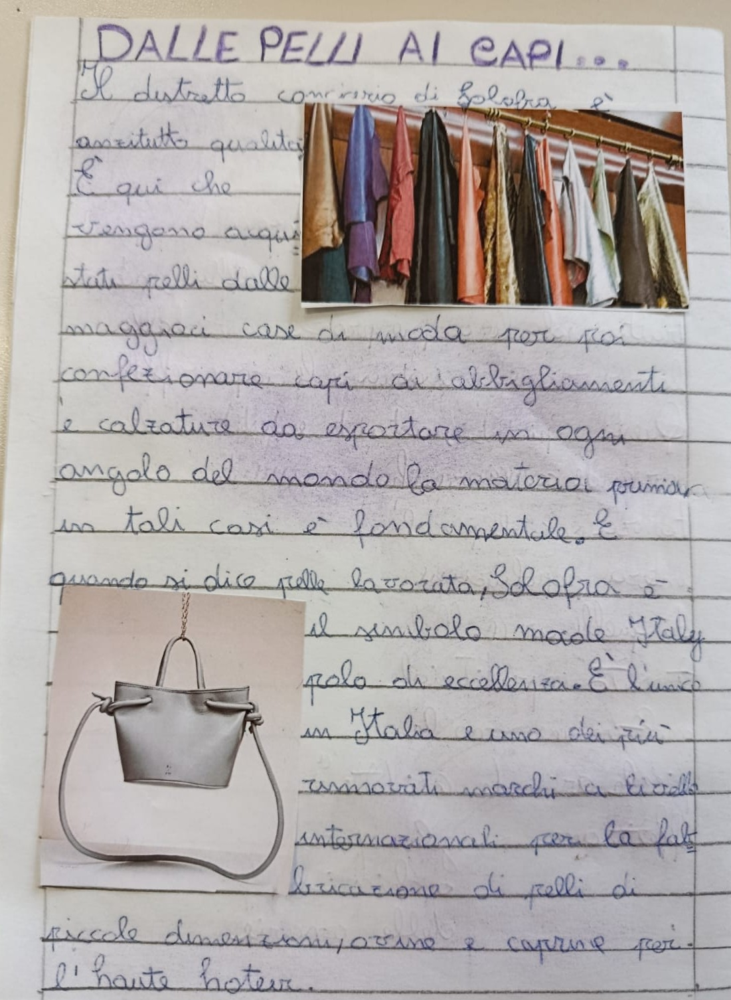 DALLE PELLI AI CAPI...
Il distretto conciario di Solofra è
anzitutto qualità
È qui che
vengono acqui
stati pelli dalle
maggiori case di moda per poi
confezionare capi di abbigliamenti
e calzature da esportare in ogni
angolo del mondo la materia prima
in tali casi è fondamentale. E
quando si dice pelle lavorata, Solofra è
il simbolo made Italy
polo di eccellenza. È l'unico
in Italia e uno dei più
rinnovati marchi a livello
internazionali per la fab
bricazione di pelli di
piccole dimenzioni, ovine e caprine per
l'haute hoteur.